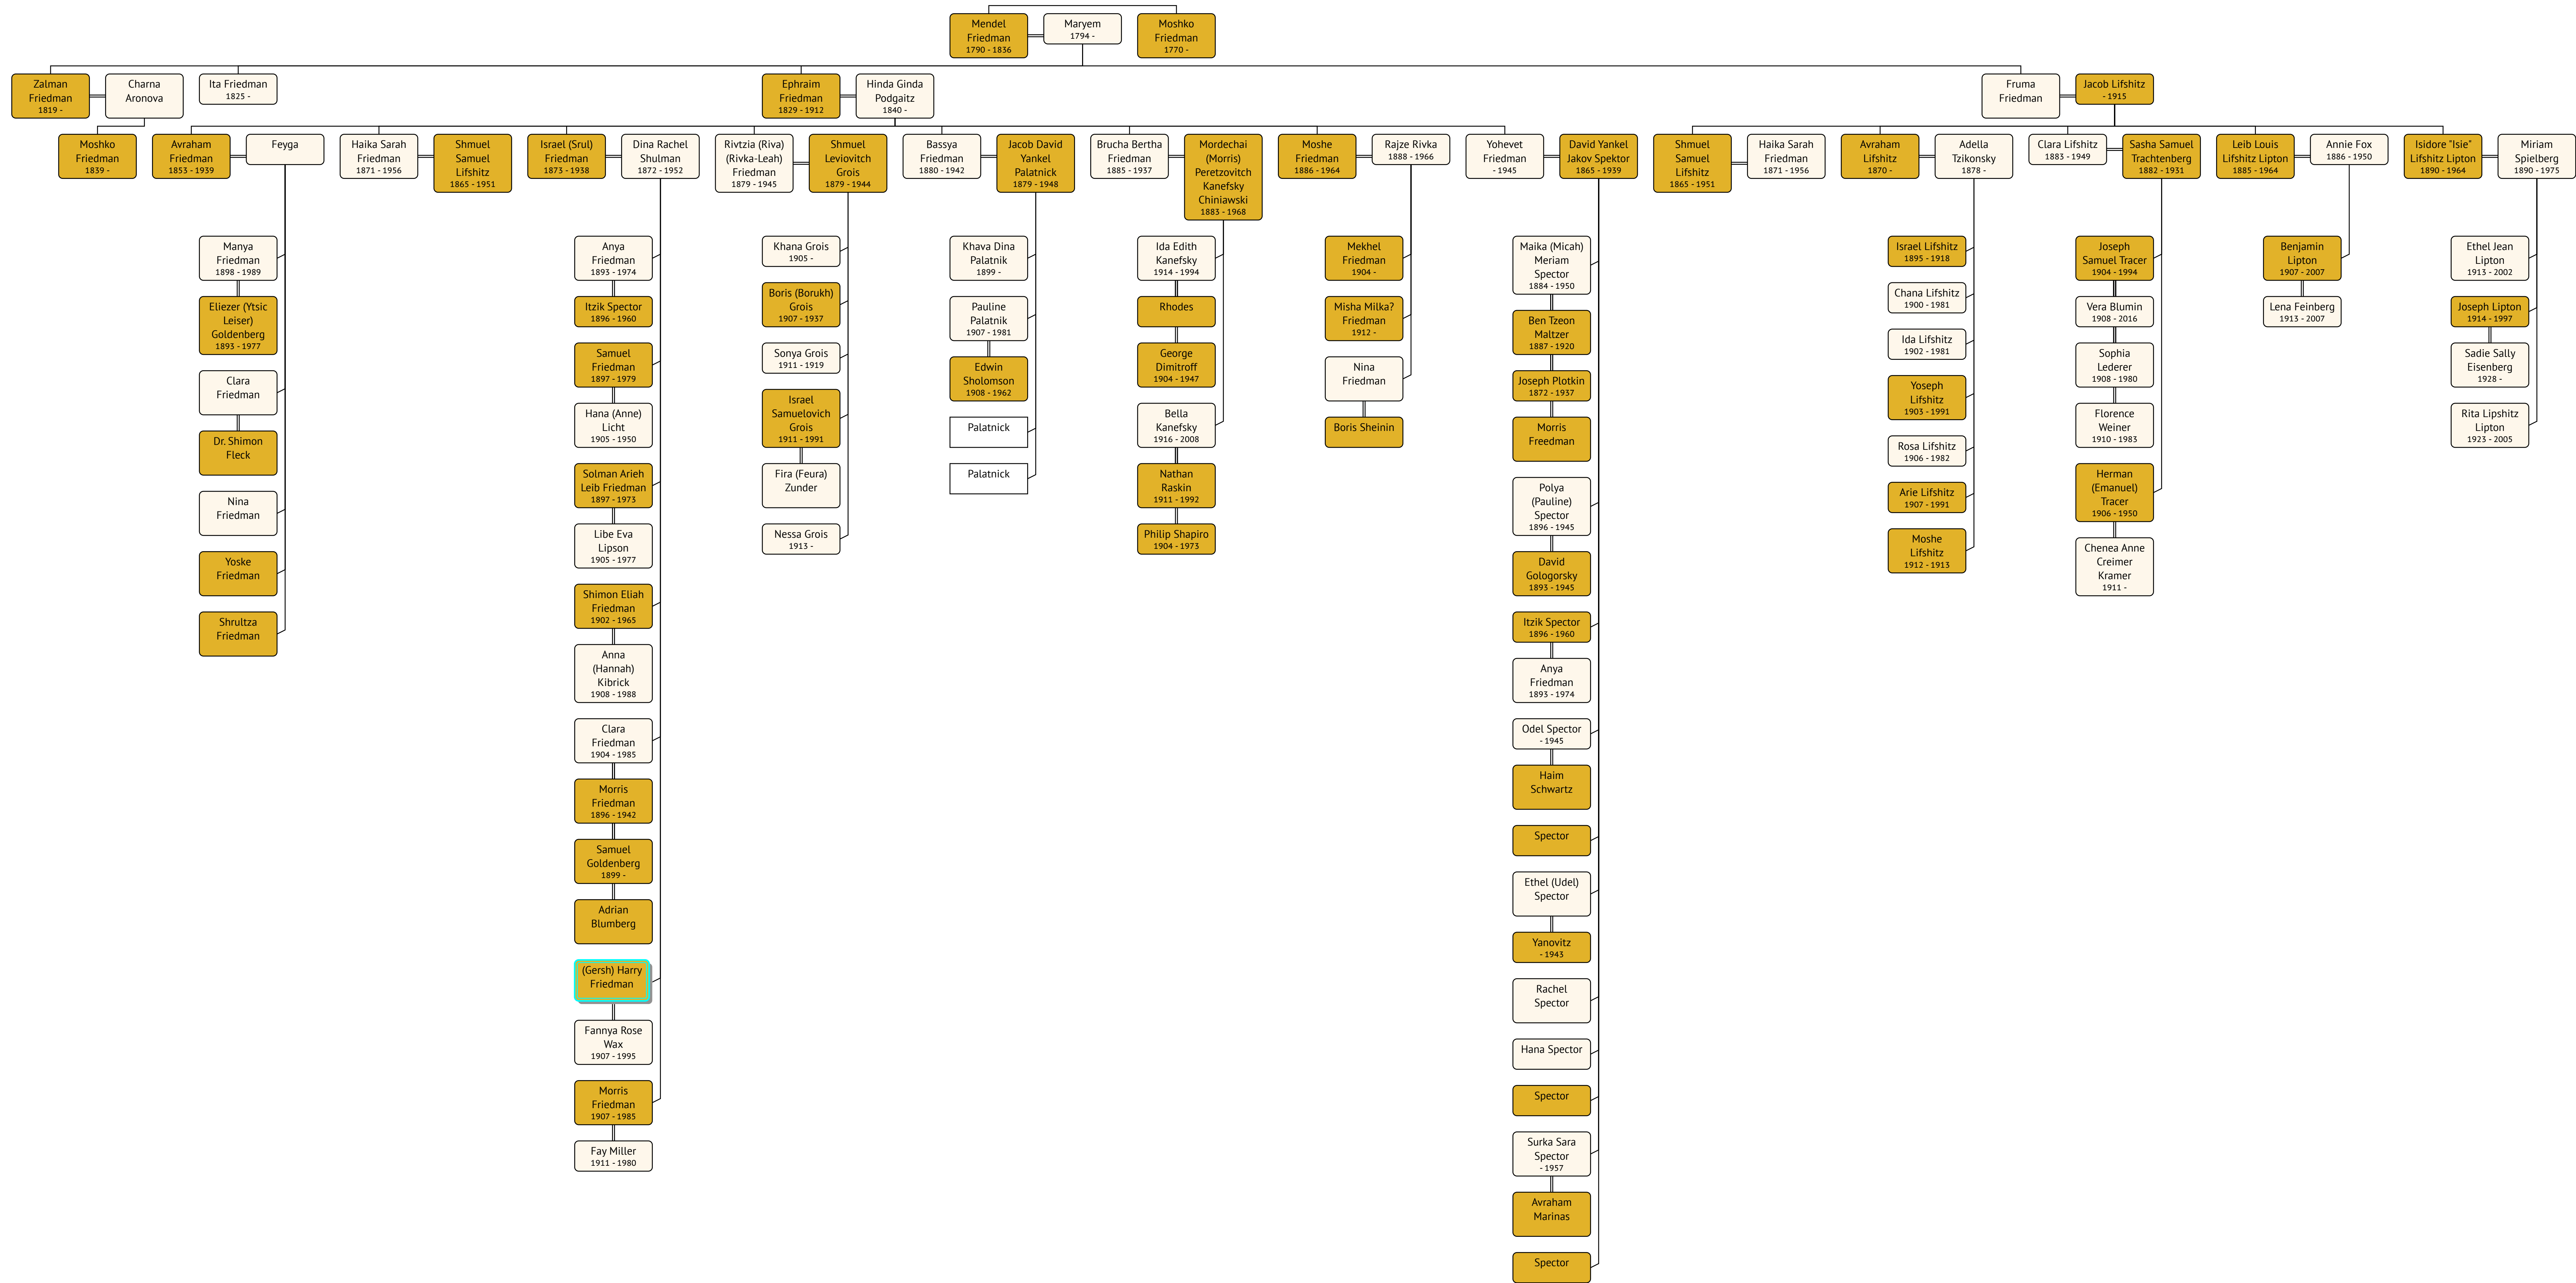 Mendel
Friedman
1790 - 1836
Maryem
1794 -
Moshko
Friedman
1770 -
Zalman
Friedman
1819 -
Charna
Aronova
Ita Friedman
1825 -
Ephraim
Friedman
1829 - 1912
Hinda Ginda
Podgaitz
1840 -
Fruma
Friedman
Jacob Lifshitz
- 1915
Moshko
Friedman
1839 -
Avraham
Friedman
1853 - 1939
Feyga
Haika Sarah
Friedman
1871 - 1956
Shmuel
Samuel
Lifshitz
1865 - 1951
Israel (Srul)
Friedman
1873 - 1938
Dina Rachel
Shulman
1872 - 1952
Rivtzia (Riva)
(Rivka-Leah)
Friedman
1879 - 1945
Shmuel
Leviovitch
Grois
1879 - 1944
Bassya
Friedman
1880 - 1942
Jacob David
Yankel
Palatnick
1879 - 1948
Brucha Bertha
Friedman
1885 - 1937
Mordechai
(Morris)
Peretzovitch
Kanefsky
Chiniawski
1883 - 1968
Moshe
Friedman
1886 - 1964
Rajze Rivka
1888 - 1966
Yohevet
Friedman
- 1945
David Yankel
Jakov Spektor
1865 - 1939
Shmuel
Samuel
Lifshitz
1865 - 1951
Haika Sarah
Friedman
1871 - 1956
Avraham
Lifshitz
1870 -
Adella
Tzikonsky
1878 -
Clara Lifshitz
1883 - 1949
Sasha Samuel
Trachtenberg
1882 - 1931
Leib Louis
Lifshitz Lipton
1885 - 1964
Annie Fox
1886 - 1950
Isidore "Isie"
Lifshitz Lipton
1890 - 1964
Miriam
Spielberg
1890 - 1975
Manya
Friedman
1898 - 1989
Eliezer (Ytsic
Leiser)
Goldenberg
1893 - 1977
Clara
Friedman
Dr. Shimon
Fleck
Nina
Friedman
Yoske
Friedman
Shrultza
Friedman
Anya
Friedman
1893 - 1974
Itzik Spector
1896 - 1960
Samuel
Friedman
1897 - 1979
Hana (Anne)
Licht
1905 - 1950
Solman Arieh
Leib Friedman
1897 - 1973
Libe Eva
Lipson
1905 - 1977
Shimon Eliah
Friedman
1902 - 1965
Anna
(Hannah)
Kibrick
1908 - 1988
Clara
Friedman
1904 - 1985
Morris
Friedman
1896 - 1942
Samuel
Goldenberg
1899 -
Adrian
Blumberg
(Gersh) Harry
Friedman
Fannya Rose
Wax
1907 - 1995
Morris
Friedman
1907 - 1985
Fay Miller
1911 - 1980
Khana Grois
1905 -
Boris (Borukh)
Grois
1907 - 1937
Sonya Grois
1911 - 1919
Israel
Samuelovich
Grois
1911 - 1991
Fira (Feura)
Zunder
Nessa Grois
1913 -
Khava Dina
Palatnik
1899 -
Pauline
Palatnik
1907 - 1981
Edwin
Sholomson
1908 - 1962
Palatnick
Palatnick
Ida Edith
Kanefsky
1914 - 1994
Rhodes
George
Dimitroff
1904 - 1947
Bella
Kanefsky
1916 - 2008
Nathan
Raskin
1911 - 1992
Philip Shapiro
1904 - 1973
Mekhel
Friedman
1904 -
Misha Milka?
Friedman
1912 -
Nina
Friedman
Boris Sheinin
Maika (Micah)
Meriam
Spector
1884 - 1950
Ben Tzeon
Maltzer
1887 - 1920
Joseph Plotkin
1872 - 1937
Morris
Freedman
Polya
(Pauline)
Spector
1896 - 1945
David
Gologorsky
1893 - 1945
Itzik Spector
1896 - 1960
Anya
Friedman
1893 - 1974
Odel Spector
- 1945
Haim
Schwartz
Spector
Ethel (Udel)
Spector
Yanovitz
- 1943
Rachel
Spector
Hana Spector
Spector
Surka Sara
Spector
- 1957
Avraham
Marinas
Spector
Israel Lifshitz
1895 - 1918
Chana Lifshitz
1900 - 1981
Ida Lifshitz
1902 - 1981
Yoseph
Lifshitz
1903 - 1991
Rosa Lifshitz
1906 - 1982
Arie Lifshitz
1907 - 1991
Moshe
Lifshitz
1912 - 1913
Joseph
Samuel Tracer
1904 - 1994
Vera Blumin
1908 - 2016
Sophia
Lederer
1908 - 1980
Florence
Weiner
1910 - 1983
Herman
(Emanuel)
Tracer
1906 - 1950
Chenea Anne
Creimer
Kramer
1911 -
Benjamin
Lipton
1907 - 2007
Lena Feinberg
1913 - 2007
Ethel Jean
Lipton
1913 - 2002
Joseph Lipton
1914 - 1997
Sadie Sally
Eisenberg
1928 -
Rita Lipshitz
Lipton
1923 - 2005